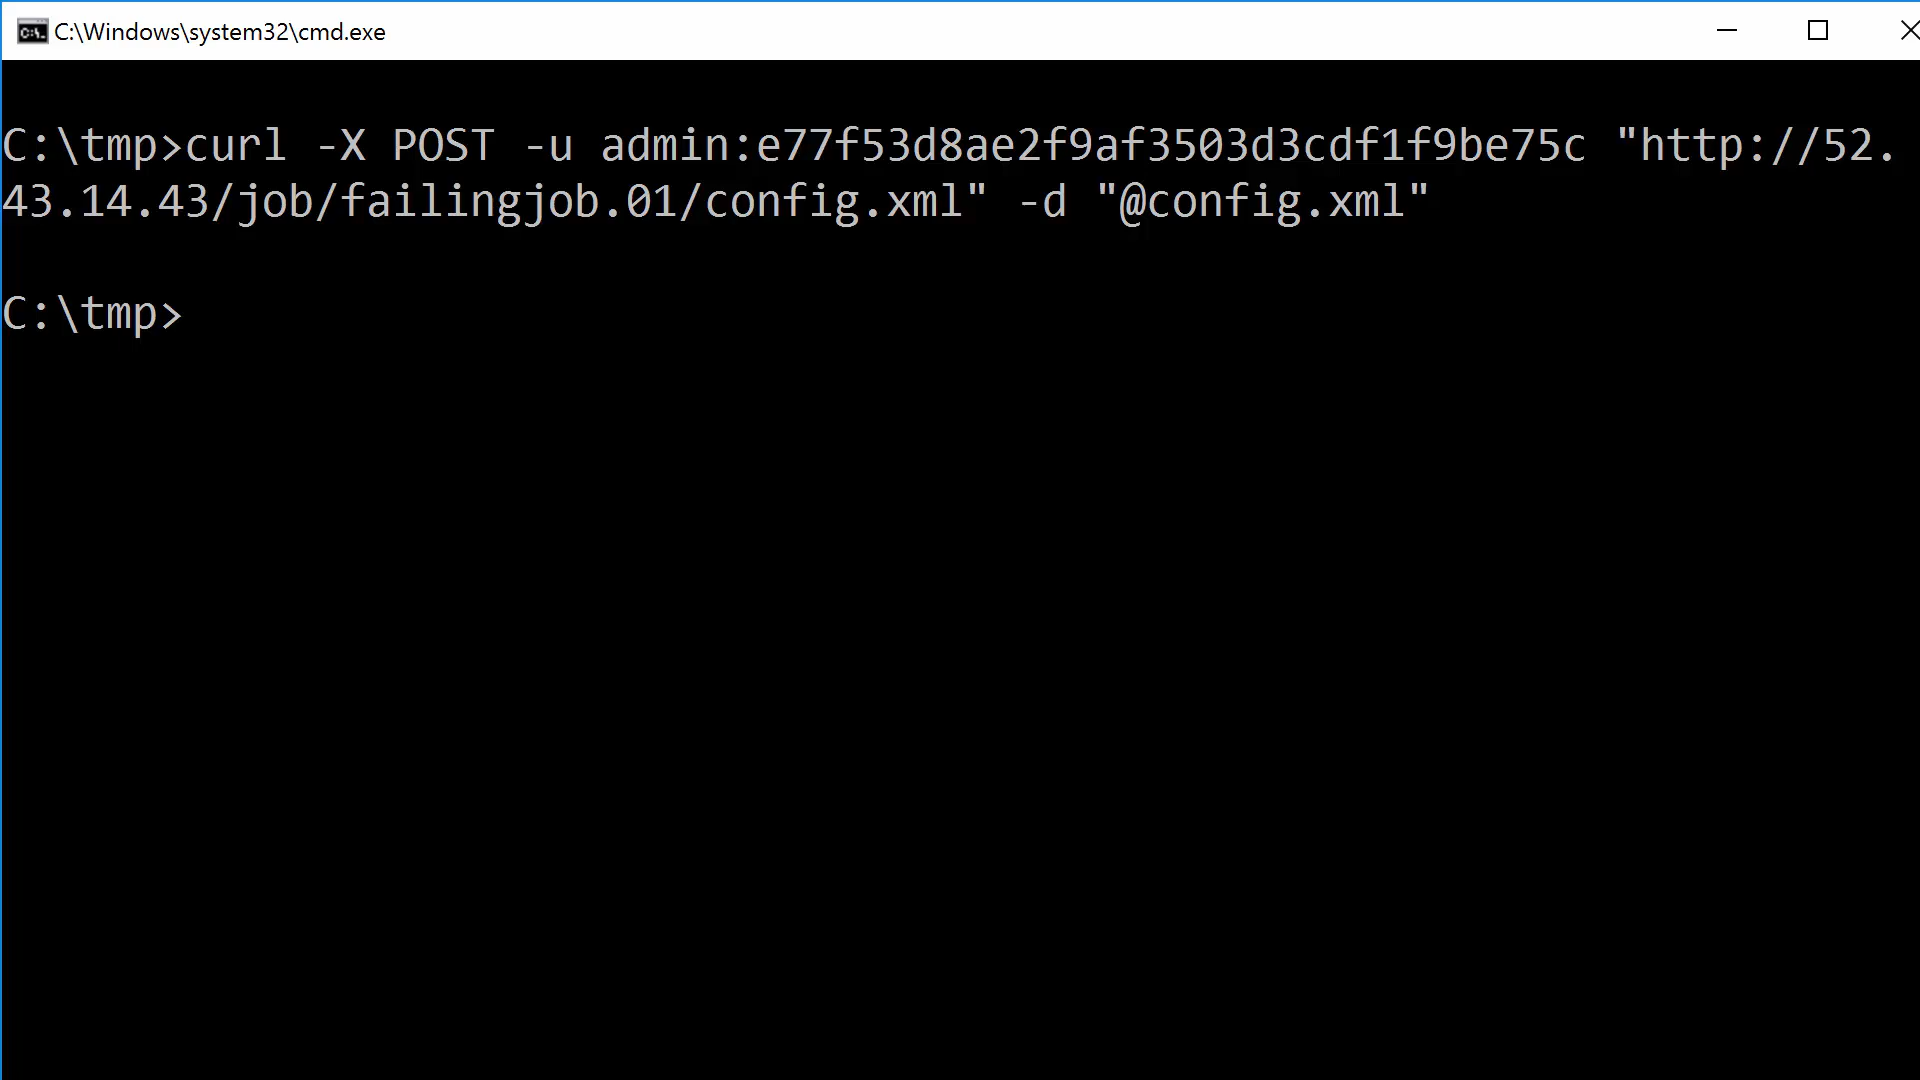 C:\Windows\system32\cmd.exe
C:\tmp>curl -X POST -u admin:e77f53d8ae2f9af3503d3cdf1f9be75c "http://52.
43.14.43/job/failingjob.01/config.xml" -d "@config.xml"
C:\tmp>